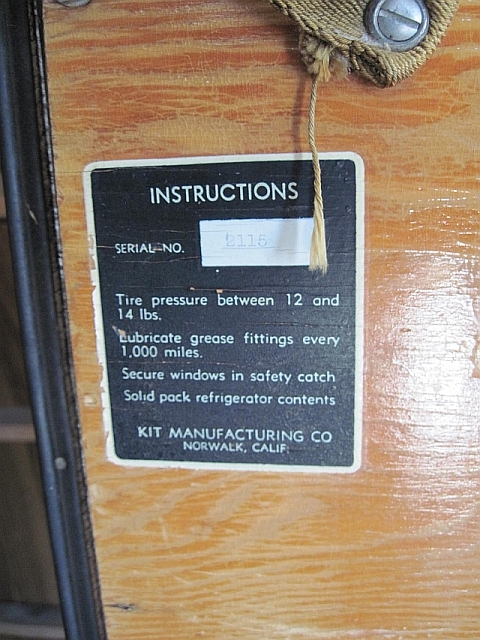 INSTRUCTIONS
SERIAL NO. 2115
Tire pressure between 12 and
14 lbs.
Lubricate grease fittings every
1,000 miles.
Secure windows in safety catch
Solid pack refrigerator contents
KIT MANUFACTURING CO
NORWALK, CALIF.